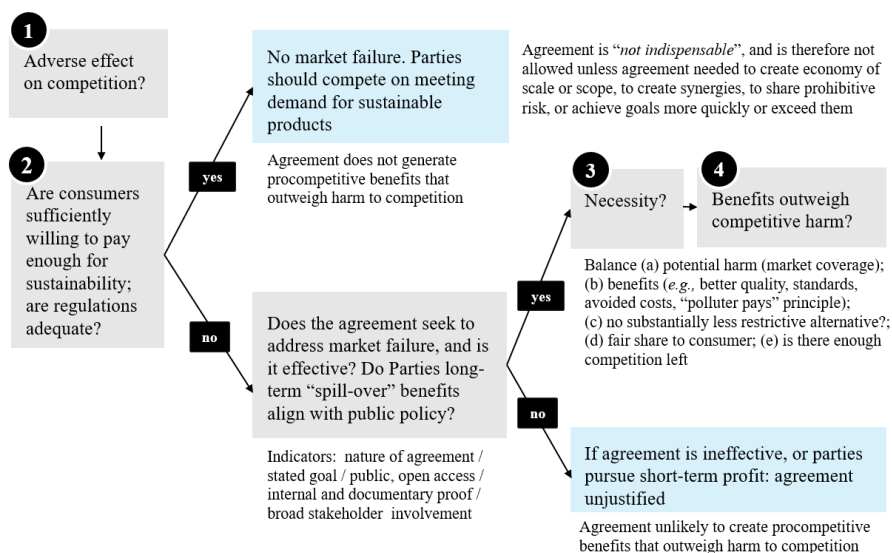 1
Adverse effect
on competition?
2
Are consumers
sufficiently
willing to pay
enough for
sustainability;
are regulations
adequate?
yes
no
No market failure. Parties
should compete on meeting
demand for sustainable
products
Agreement does not generate
procompetitive benefits that
outweigh harm to competition
Agreement is “not indispensable”, and is therefore not
allowed unless agreement needed to create economy of
scale or scope, to create synergies, to share prohibitive
risk, or achieve goals more quickly or exceed them
Does the agreement seek to
address market failure, and is
it effective? Do Parties long-
term “spill-over” benefits
align with public policy?
Indicators: nature of agreement /
stated goal / public, open access /
internal and documentary proof /
broad stakeholder involvement
yes
no
3
Necessity?
4
Benefits outweigh
competitive harm?
Balance (a) potential harm (market coverage);
(b) benefits (e.g., better quality, standards,
avoided costs, “polluter pays” principle);
(c) no substantially less restrictive alternative?;
(d) fair share to consumer; (e) is there enough
competition left
If agreement is ineffective, or parties
pursue short-term profit: agreement
unjustified
Agreement unlikely to create procompetitive
benefits that outweigh harm to competition